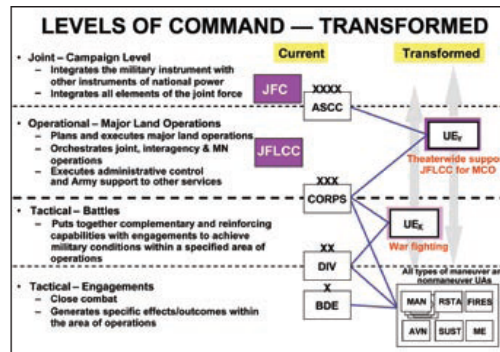 LEVELS OF COMMAND — TRANSFORMED
Current
Transformed
• Joint – Campaign Level
– Integrates the military instrument with
other instruments of national power
– Integrates all elements of the joint force
JFC
XXXX
ASCC
• Operational – Major Land Operations
– Plans and executes major land operations
– Orchestrates joint, interagency & MN
operations
– Executes administrative control
and Army support to other services
JFLCC
UEY
Theaterwide suppo
JFLCC for MCO
XXX
CORPS
• Tactical – Battles
– Puts together complementary and reinforcing
capabilities with engagements to achieve
military conditions within a specified area of
operations
UEX
War fighting
XX
DIV
• Tactical – Engagements
– Close combat
– Generates specific effects/outcomes within
the area of operations
X
BDE
All types of maneuver an
nonmaneuver UAs
MAN
RSTA
FIRES
AVN
SUST
ME